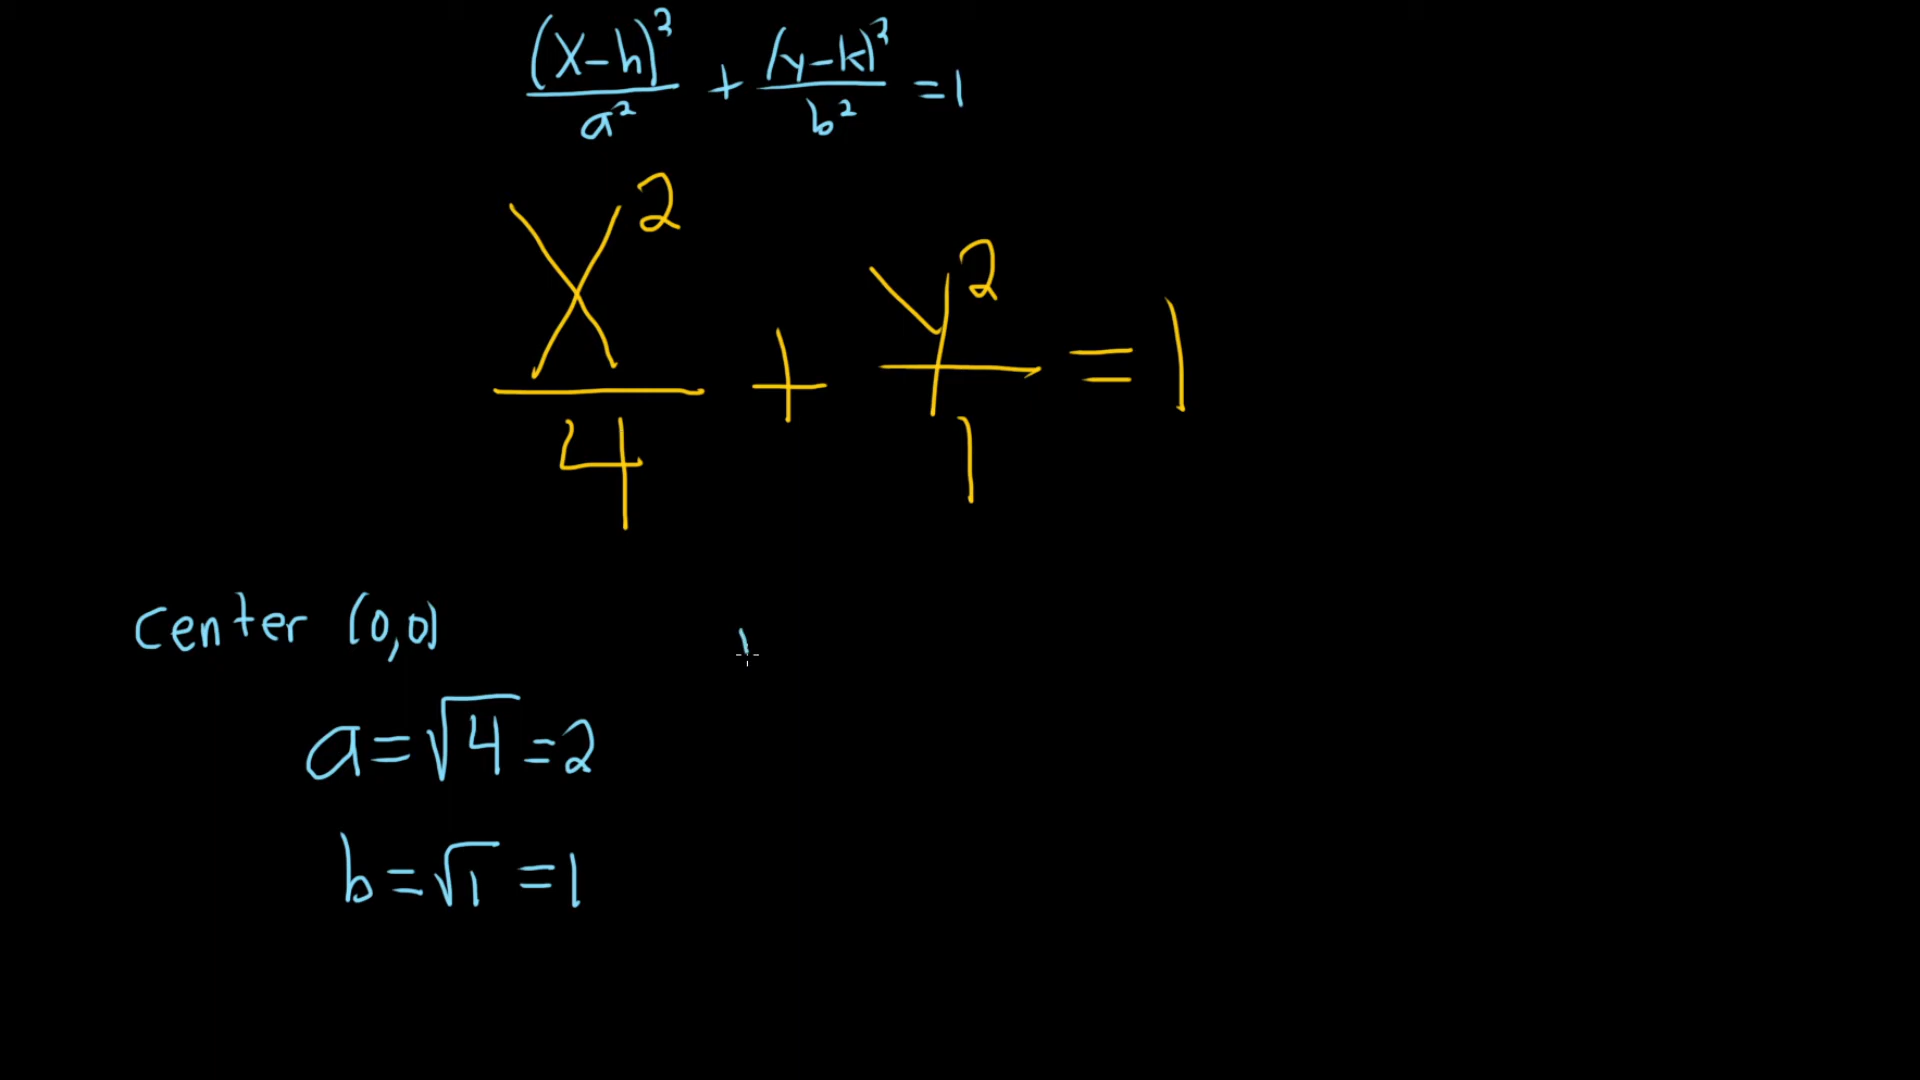 (x-h)²/a² + (y-k)²/b² = 1
x²/4 + y²/1 = 1
Center (0,0)
a = √4 = 2
b = √1 = 1